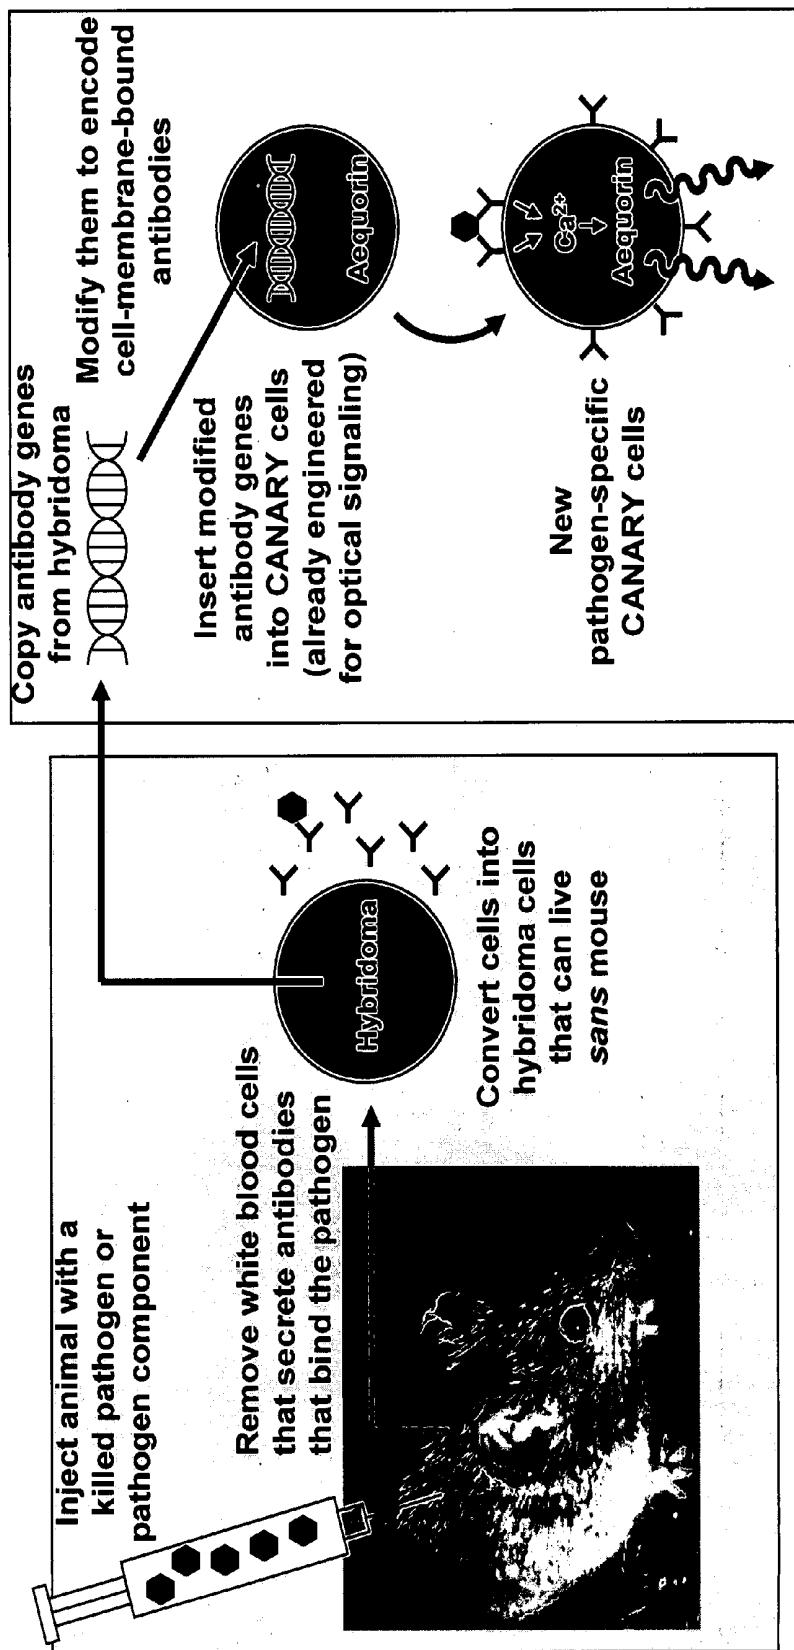 Inject animal with a
killed pathogen or
pathogen component
Remove white blood cells
that secrete antibodies
that bind the pathogen
Hybridoma
Convert cells into
hybridoma cells
that can live
sans mouse
Copy antibody genes
from hybridoma
Modify them to encode
cell-membrane-bound
antibodies
Insert modified
antibody genes
into CANARY cells
(already engineered
for optical signaling)
Aequorin
New
pathogen-specific
CANARY cells
Ca2+
Aequorin